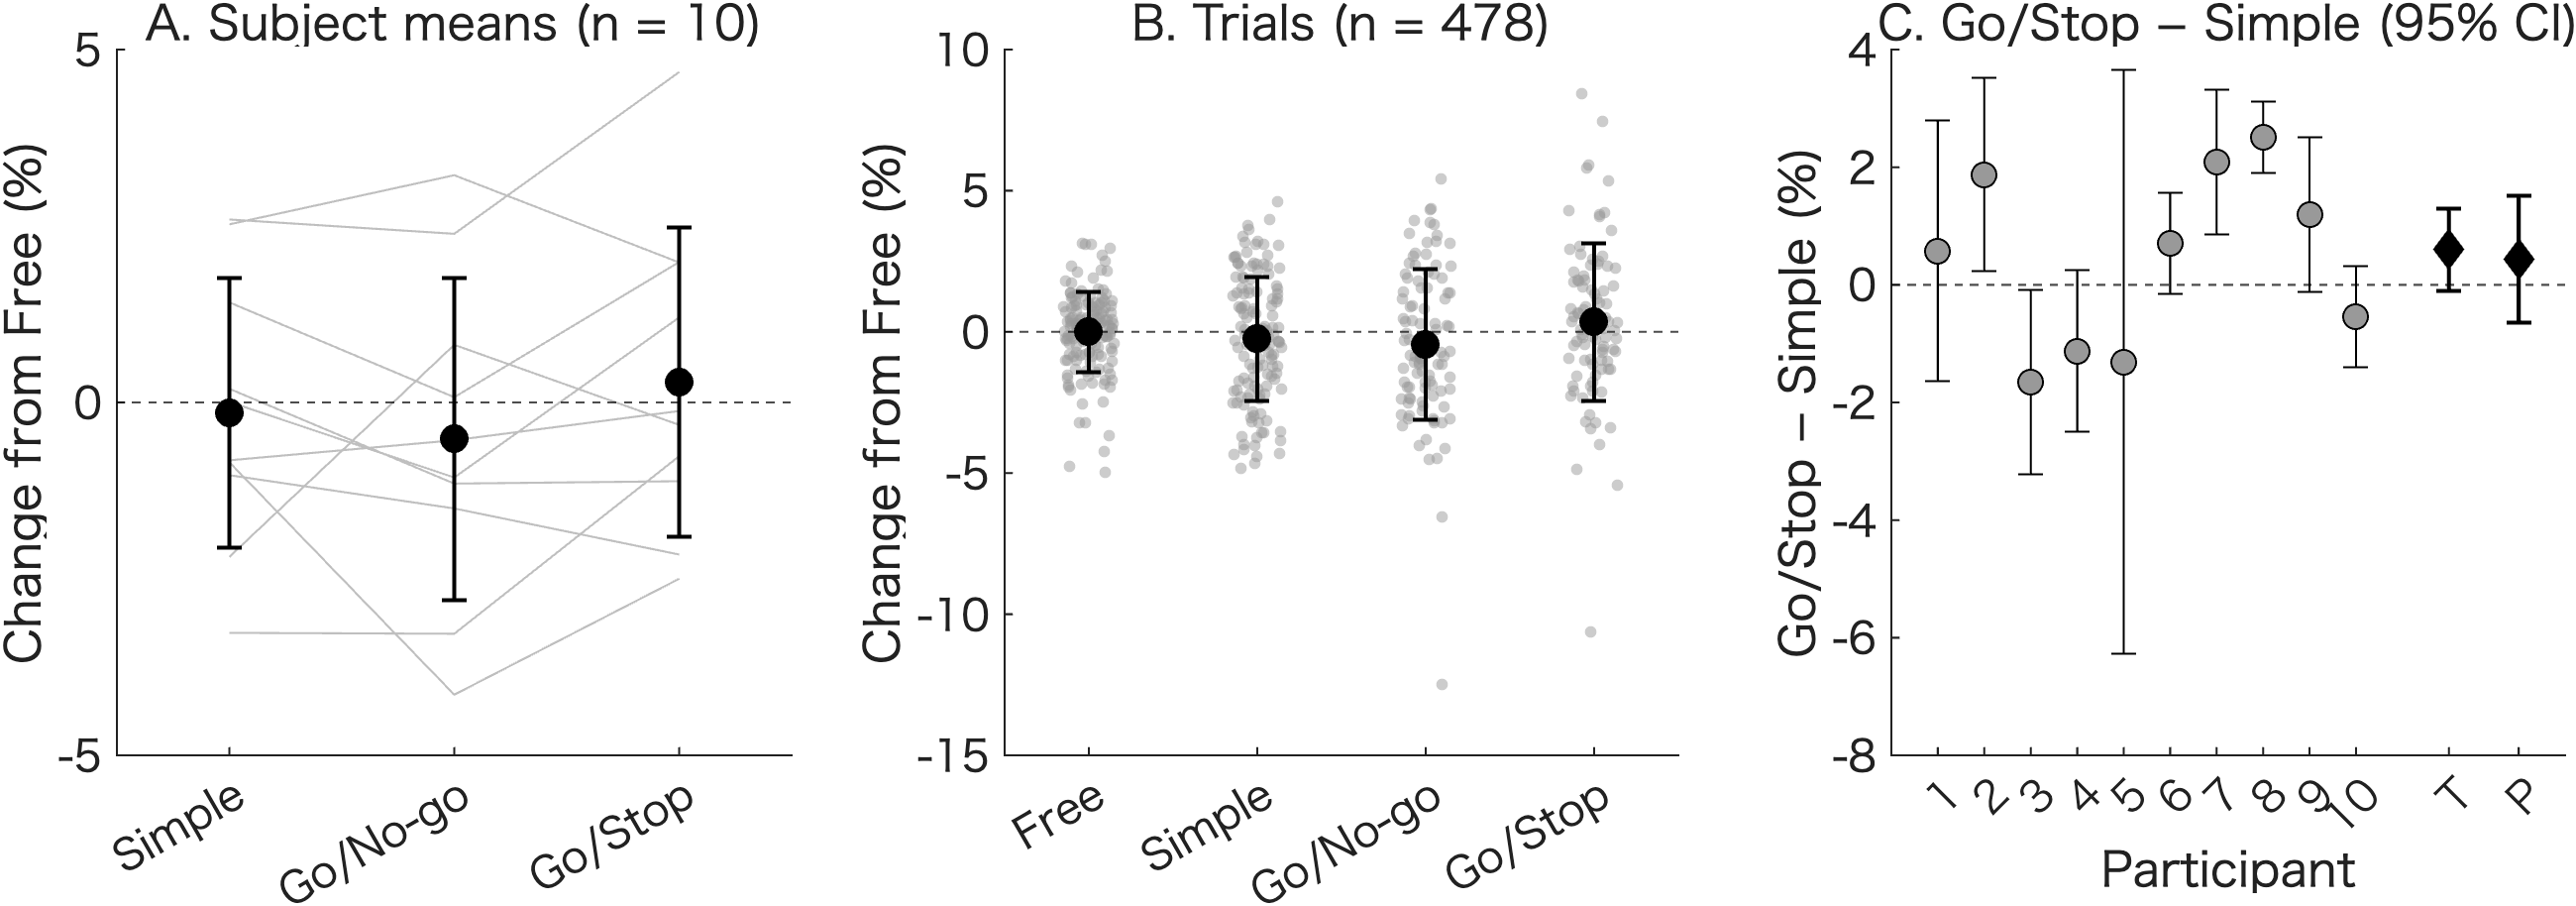 A. Subject means (n = 10)
5
0
-5
Change from Free (%)
Simple
Go/No-go
Go/Stop
B. Trials (n = 478)
10
5
0
-5
-10
-15
Change from Free (%)
Free
Simple
Go/No-go
Go/Stop
C. Go/Stop – Simple (95% CI)
4
2
0
-2
-4
-6
-8
Go/Stop – Simple (%)
1
2
3
4
5
6
7
8
9
10
T
P
Participant